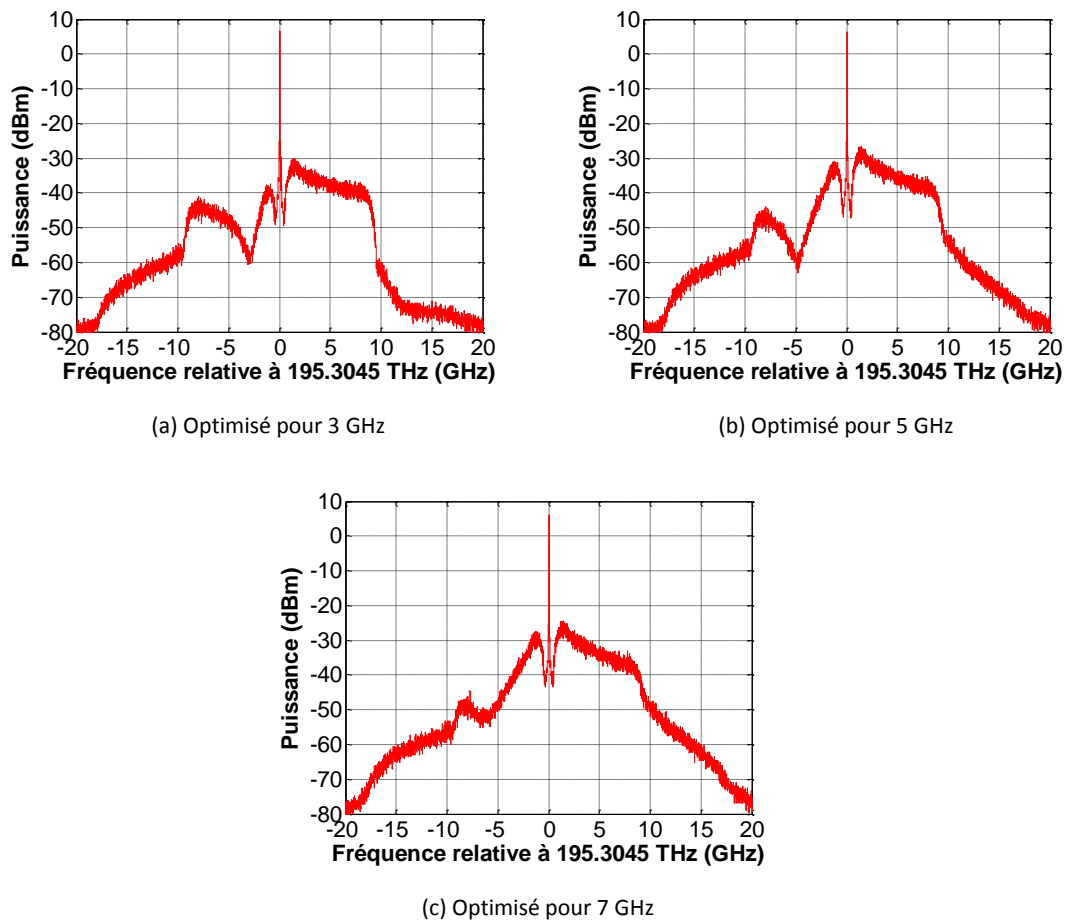 10
0
-10
-20
-30
-40
-50
-60
-70
-80
-20 -15 -10 -5 0 5 10 15 20
Puissance (dBm)
Fréquence relative à 195.3045 THz (GHz)
(a) Optimisé pour 3 GHz
10
0
-10
-20
-30
-40
-50
-60
-70
-80
-20 -15 -10 -5 0 5 10 15 20
Puissance (dBm)
Fréquence relative à 195.3045 THz (GHz)
(b) Optimisé pour 5 GHz
10
0
-10
-20
-30
-40
-50
-60
-70
-80
-20 -15 -10 -5 0 5 10 15 20
Puissance (dBm)
Fréquence relative à 195.3045 THz (GHz)
(c) Optimisé pour 7 GHz